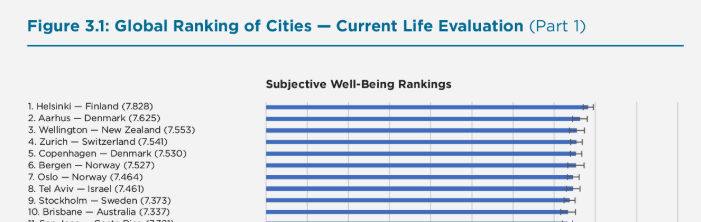 Figure 3.1: Global Ranking of Cities — Current Life Evaluation (Part 1)
Subjective Well-Being Rankings
1. Helsinki — Finland (7.828)
2. Aarhus — Denmark (7.625)
3. Wellington — New Zealand (7.553)
4. Zurich — Switzerland (7.541)
5. Copenhagen — Denmark (7.530)
6. Bergen — Norway (7.527)
7. Oslo — Norway (7.464)
8. Tel Aviv — Israel (7.461)
9. Stockholm — Sweden (7.373)
10. Brisbane — Australia (7.337)